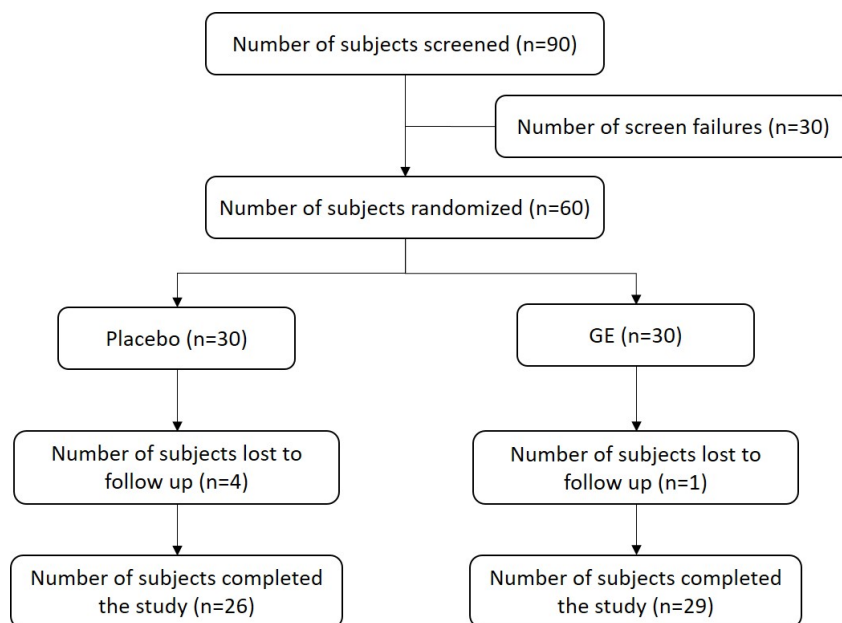 Number of subjects screened (n=90)
Number of screen failures (n=30)
Number of subjects randomized (n=60)
Placebo (n=30)
GE (n=30)
Number of subjects lost to
follow up (n=4)
Number of subjects lost to
follow up (n=1)
Number of subjects completed
the study (n=26)
Number of subjects completed
the study (n=29)